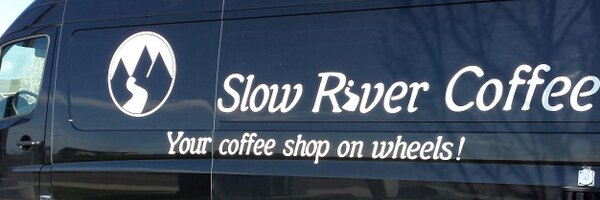 Slow River Coffee
Your coffee shop on wheels!